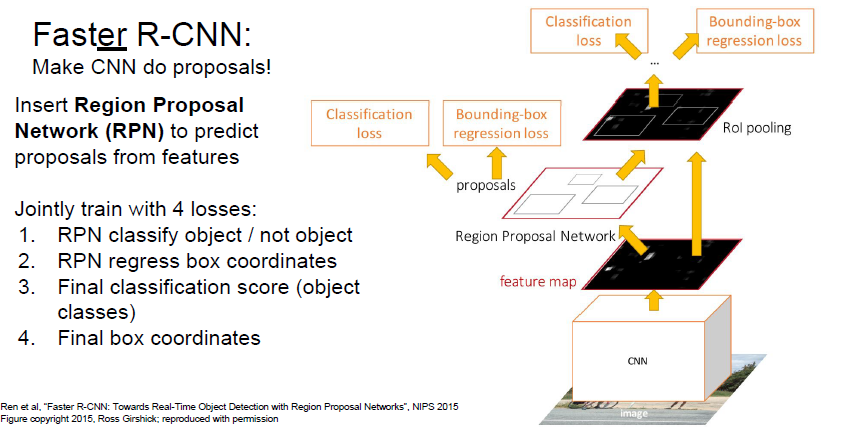 Faster R-CNN:
Make CNN do proposals!
Insert Region Proposal
Network (RPN) to predict
proposals from features
Jointly train with 4 losses:
1. RPN classify object / not object
2. RPN regress box coordinates
3. Final classification score (object
classes)
4. Final box coordinates
Classification
loss
Bounding-box
regression loss
...
RoI pooling
Classification
loss
Bounding-box
regression loss
proposals
Region Proposal Network
feature map
CNN
image
Ren et al, "Faster R-CNN: Towards Real-Time Object Detection with Region Proposal Networks", NIPS 2015
Figure copyright 2015, Ross Girshick; reproduced with permission